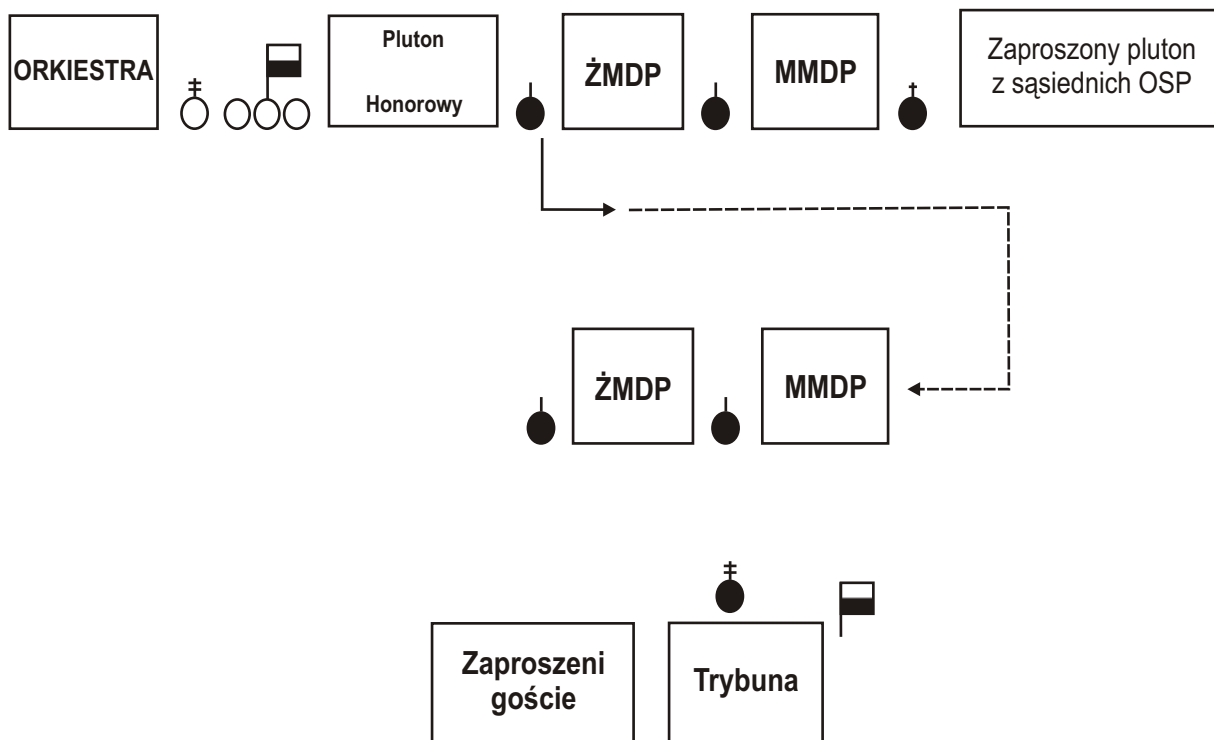 ORKIESTRA
Pluton
Honorowy
ŻMDP
MMDP
Zaproszony pluton
z sąsiednich OSP
ŻMDP
MMDP
Zaproszeni
goście
Trybuna